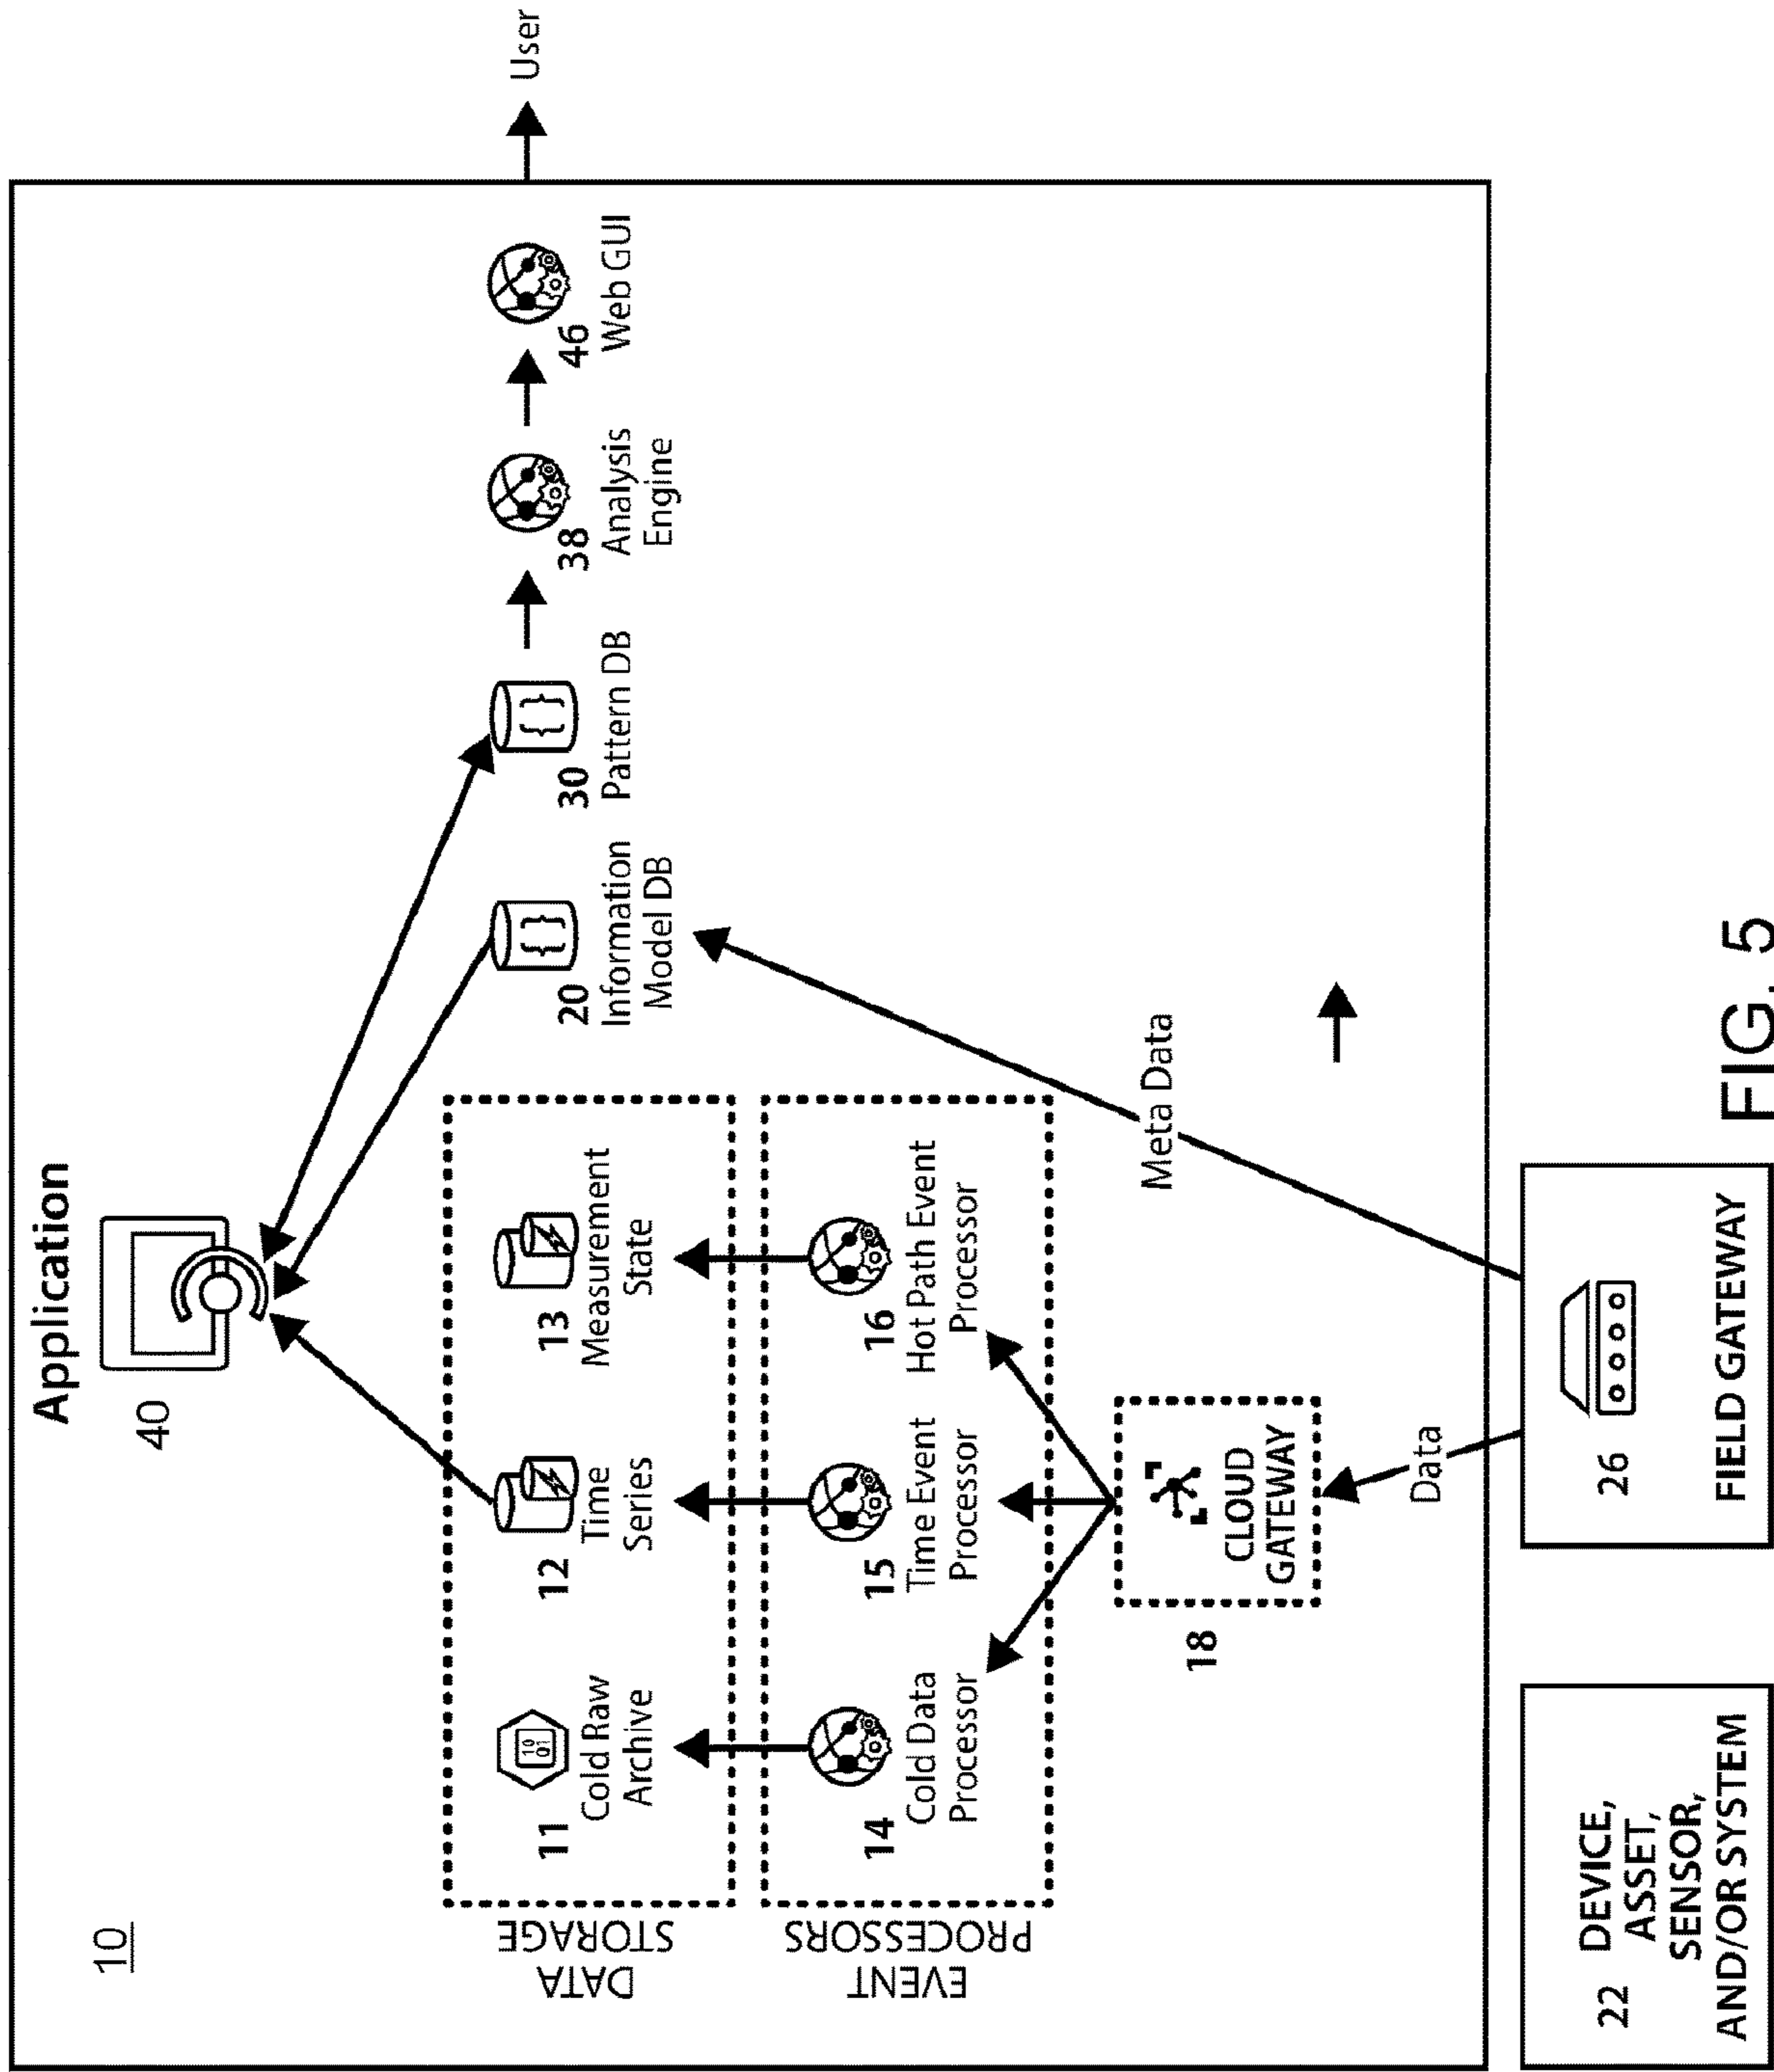 10
Application
40
User
DATA
STORAGE
11
Cold Raw
Archive
12
Time
Series
13
Measurement
State
20
Information
Model DB
{ }
30
Pattern DB
{ }
38
Analysis
Engine
46
Web GUI
EVENT
PROCESSORS
14
Cold Data
Processor
15
Time Event
Processor
16
Hot Path Event
Processor
10
01
18
CLOUD
GATEWAY
Meta Data
Data
22
DEVICE,
ASSET,
SENSOR,
AND/OR SYSTEM
26
FIELD GATEWAY
FIG. 5